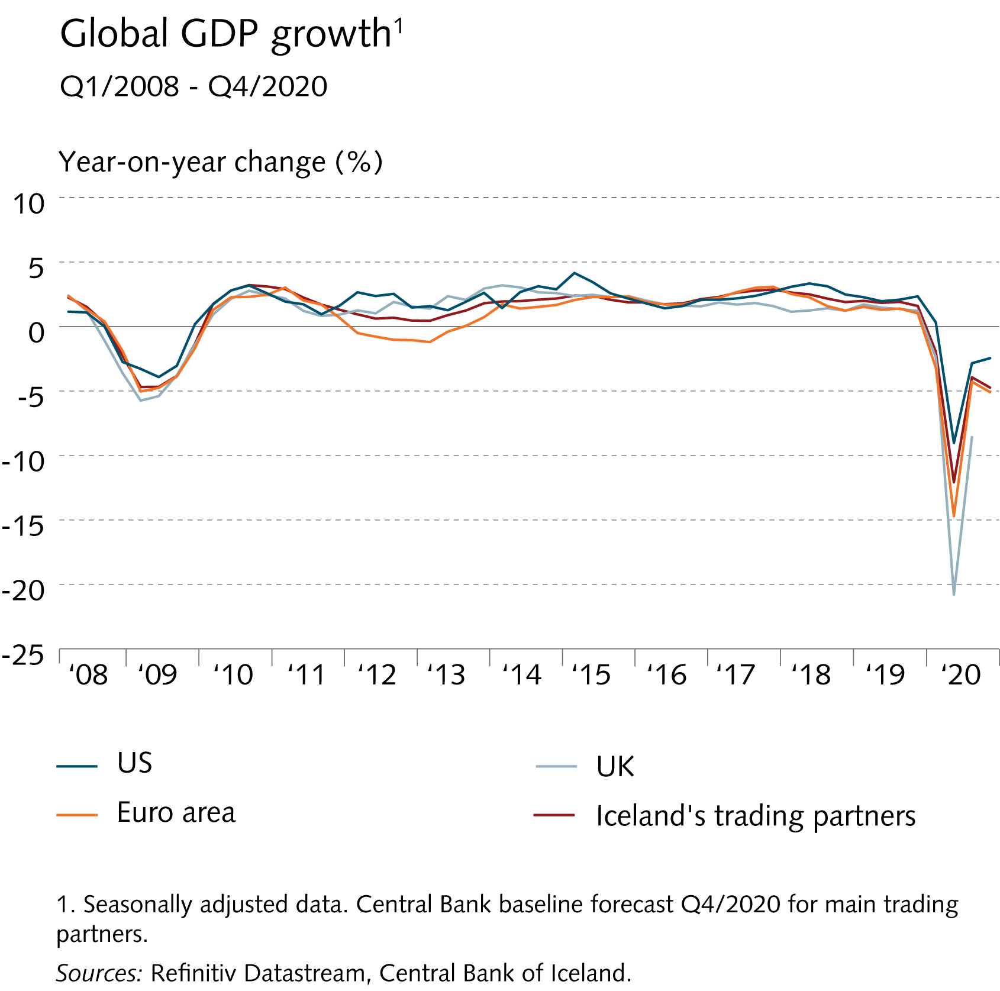 Global GDP growth¹
Q1/2008 - Q4/2020
Year-on-year change (%)
10
5
0
-5
-10
-15
-20
-25
‘08 ‘09 ‘10 ‘11 ‘12 ‘13 ‘14 ‘15 ‘16 ‘17 ‘18 ‘19 ‘20
US
UK
Euro area
Iceland's trading partners
1. Seasonally adjusted data. Central Bank baseline forecast Q4/2020 for main trading
partners.
Sources: Refinitiv Datastream, Central Bank of Iceland.